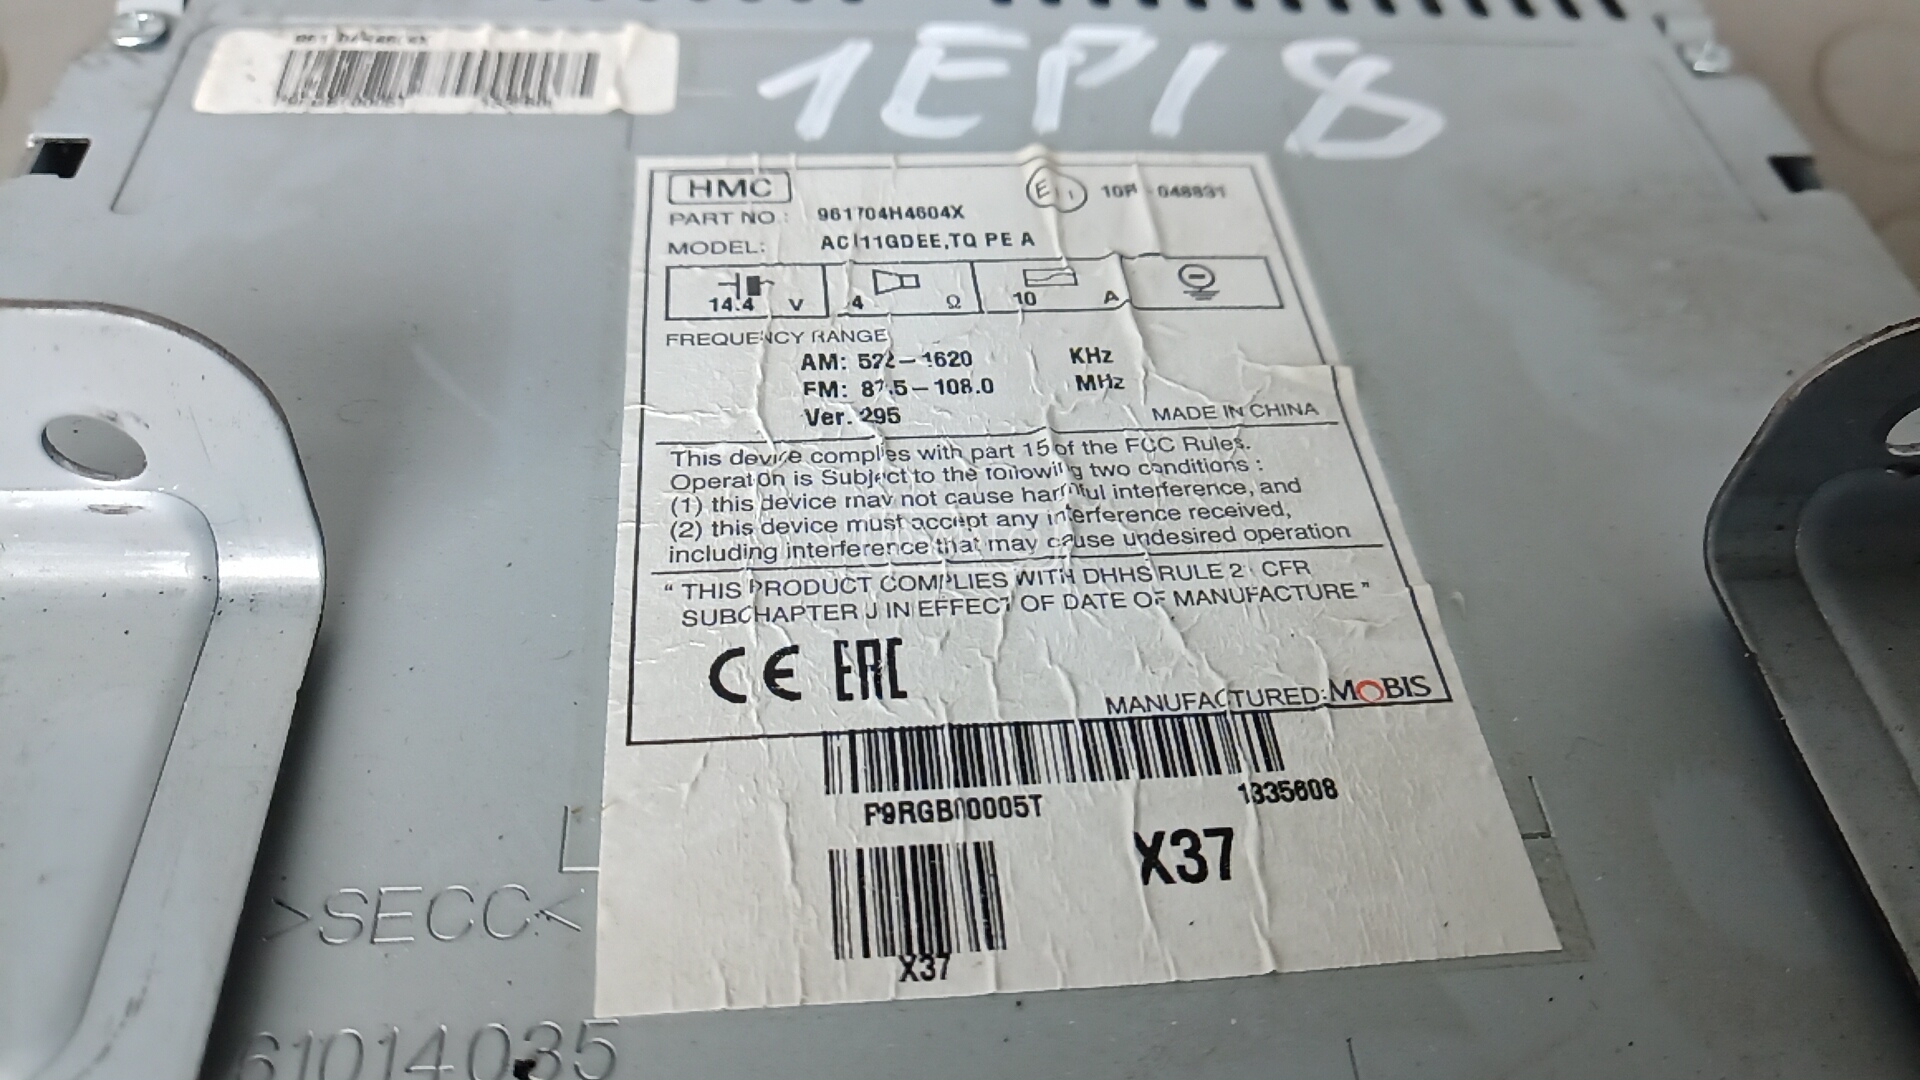 1EPI8
HMC
E11 10R - 048891
PART NO.: 961704H4604X
MODEL: AC111GDEE,TQ PE A
14.4 V 4 Ω 10 A
FREQUENCY RANGE
AM: 522-1620 KHz
FM: 87.5-108.0 MHz
Ver. 295 MADE IN CHINA
This device complies with part 15 of the FCC Rules.
Operation is Subject to the following two conditions :
(1) this device may not cause harmful interference, and
(2) this device must accept any interference received,
including interference that may cause undesired operation
" THIS PRODUCT COMPLIES WITH DHHS RULE 2 CFR
SUBCHAPTER J IN EFFECT OF DATE OF MANUFACTURE "
CE EAC
MANUFACTURED:MOBIS
P9RGB00005T 1335608
X37
X37
>SECC<
61014035